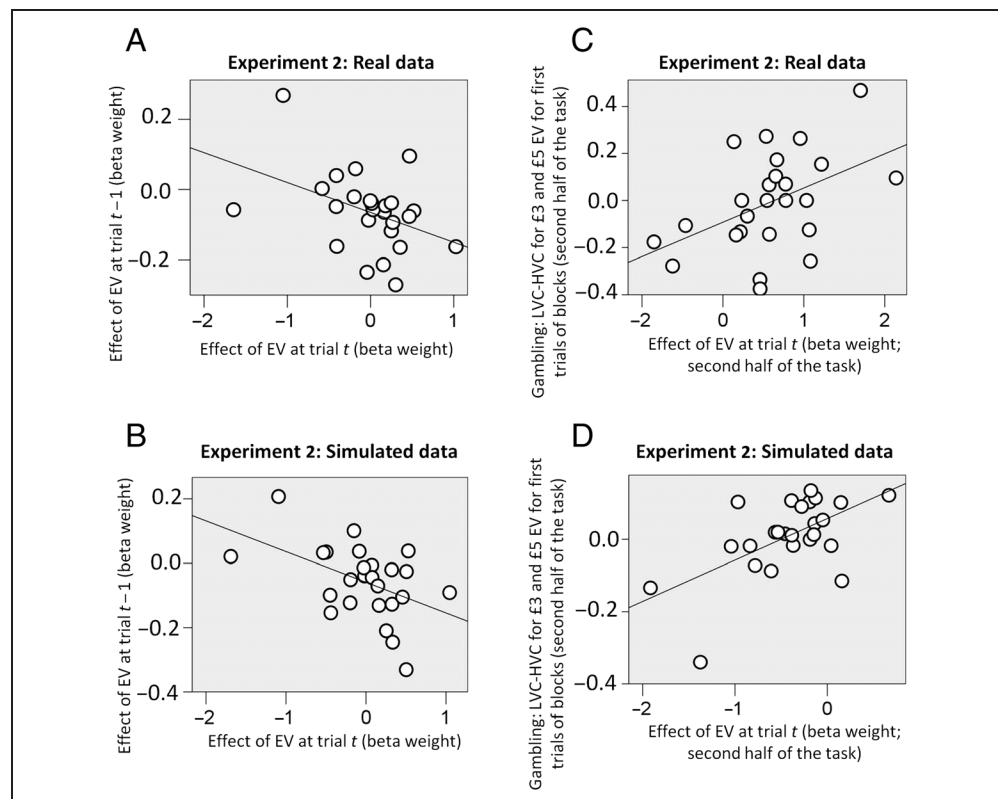 A
Experiment 2: Real data
Effect of EV at trial t – 1 (beta weight)
0.2
0.0
−0.2
−2
−1
0
1
Effect of EV at trial t (beta weight)
C
Experiment 2: Real data
Gambling: LVC-HVC for £3 and £5 EV for first
trials of blocks (second half of the task)
0.4
0.2
0.0
−0.2
−0.4
−2
0
1
2
Effect of EV at trial t (beta weight;
second half of the task)
B
Experiment 2: Simulated data
Effect of EV at trial t – 1 (beta weight)
0.2
0.0
−0.2
−0.4
−2
−1
0
1
Effect of EV at trial t (beta weight)
D
Experiment 2: Simulated data
Gambling: LVC-HVC for £3 and £5 EV for first
trials of blocks (second half of the task)
0.0
−0.2
−0.4
−2
−1
0
Effect of EV at trial t (beta weight;
second half of the task)